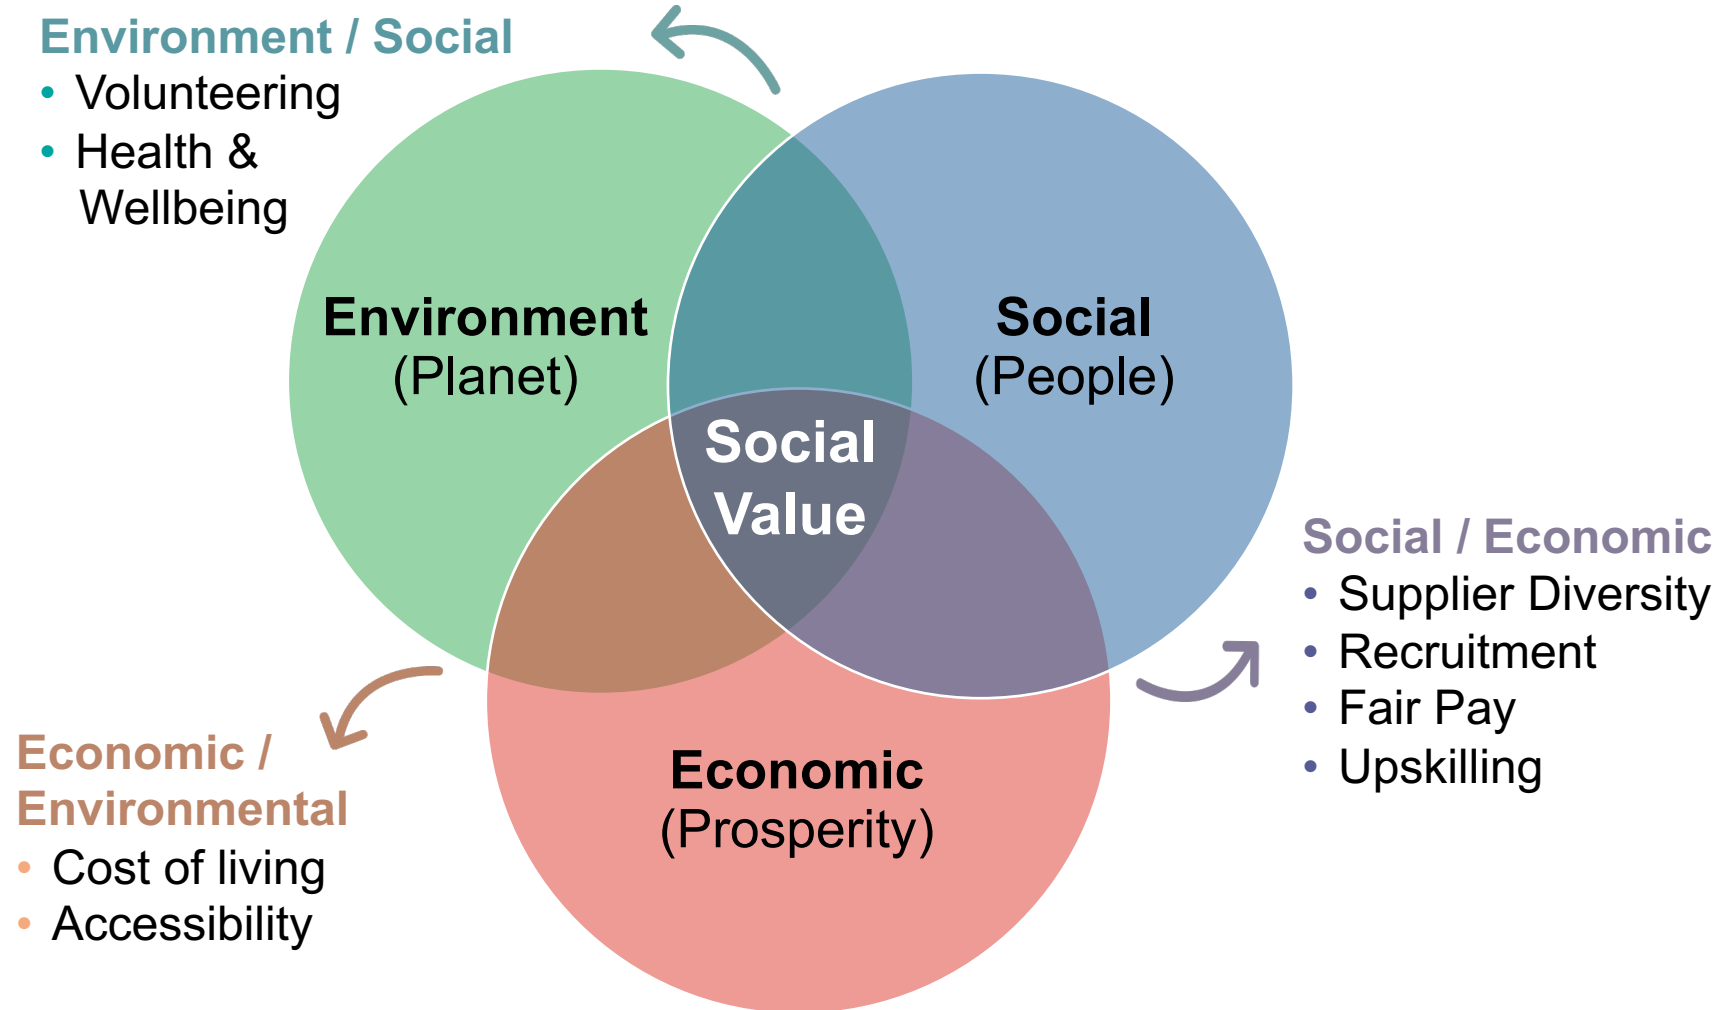 Environment / Social
• Volunteering
• Health &
Wellbeing
Environment
(Planet)
Social
(People)
Social
Value
Social / Economic
• Supplier Diversity
• Recruitment
• Fair Pay
• Upskilling
Economic /
Environmental
• Cost of living
• Accessibility
Economic
(Prosperity)